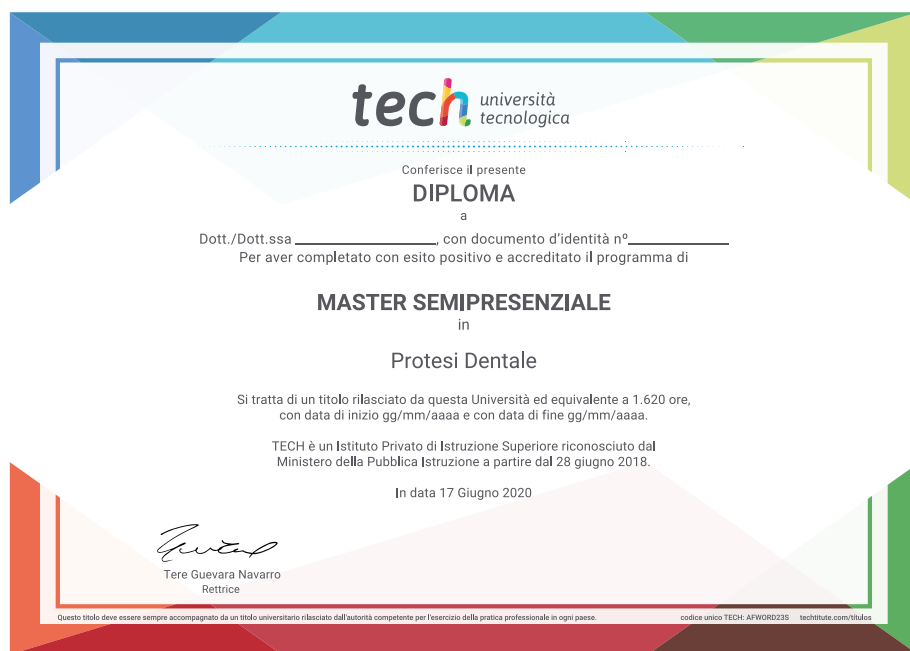 tech università
tecnologica
Conferisce il presente
DIPLOMA
a
Dott./Dott.ssa ________________, con documento d'identità nº____________
Per aver completato con esito positivo e accreditato il programma di
MASTER SEMIPRESENZIALE
in
Protesi Dentale
Si tratta di un titolo rilasciato da questa Università ed equivalente a 1.620 ore,
con data di inizio gg/mm/aaaa e con data di fine gg/mm/aaaa.
TECH è un Istituto Privato di Istruzione Superiore riconosciuto dal
Ministero della Pubblica Istruzione a partire dal 28 giugno 2018.
In data 17 Giugno 2020
Tere Guevara Navarro
Rettrice
Questo titolo deve essere sempre accompagnato da un titolo universitario rilasciato dall'autorità competente per l'esercizio della pratica professionale in ogni paese. codice unico TECH: AFWORD23S techtitute.com/titulos